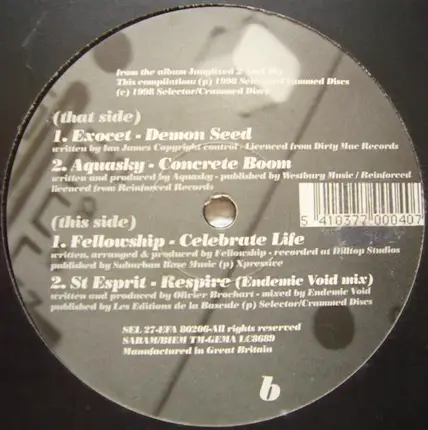 from the album Junglized 2
This compilation: (p) 1998 Selector/Crammed Discs
(c) 1998 Selector/Crammed Discs
(that side)
1. Exocet - Demon Seed
written by Ian James Copyright control - Licenced from Dirty Mac Records
2. Aquasky - Concrete Boom
written and produced by Aquasky - published by Westbury Music / Reinforced
licenced from Reinforced Records
5 410377 000407
(this side)
1. Fellowship - Celebrate Life
written, arranged & produced by Fellowship - recorded at Hilltop Studios
published by Suburban Base Music (p) Xpressive
2. St Esprit - Respire (Endemic Void mix)
written and produced by Olivier Brochart - mixed by Endemic Void
published by Les Editions de la Bascule (p) Selector/Crammed Discs
SEL 27-EFA 80206-All rights reserved
SABAM/BIEM TM-GEMA LC8689
Manufactured in Great Britain
b